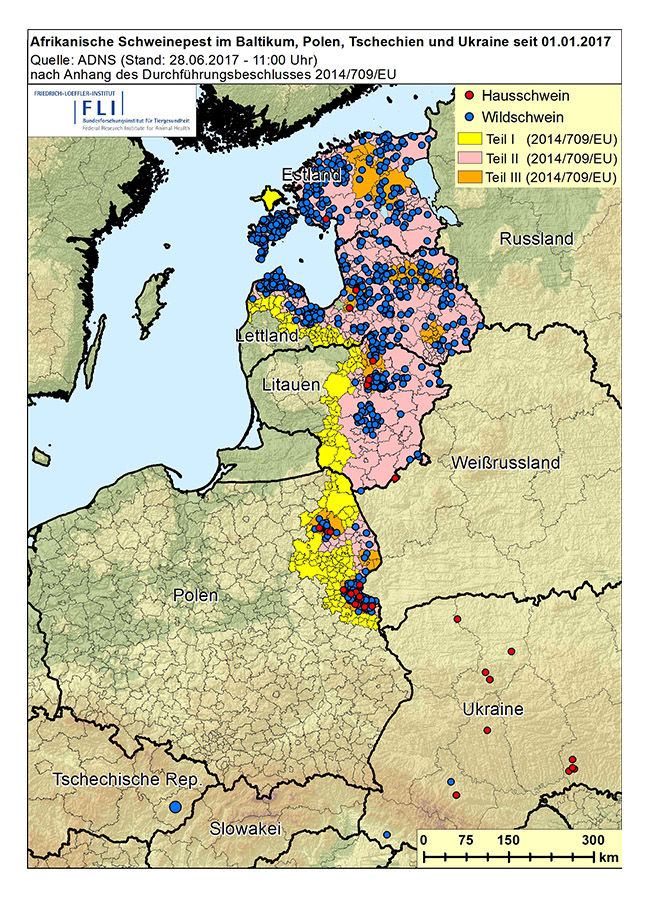 Afrikanische Schweinepest im Baltikum, Polen, Tschechien und Ukraine seit 01.01.2017
Quelle: ADNS (Stand: 28.06.2017 - 11:00 Uhr)
nach Anhang des Durchführungsbeschlusses 2014/709/EU
FRIEDRICH-LOEFFLER-INSTITUT
FLI
Bundesforschungsinstitut für Tiergesundheit
Federal Research Institute for Animal Health
Hausschwein
Wildschwein
Teil I (2014/709/EU)
Teil II (2014/709/EU)
Teil III (2014/709/EU)
Estland
Russland
Lettland
Litauen
Weißrussland
Polen
Ukraine
Tschechische Rep.
Slowakei
0 75 150 300
km